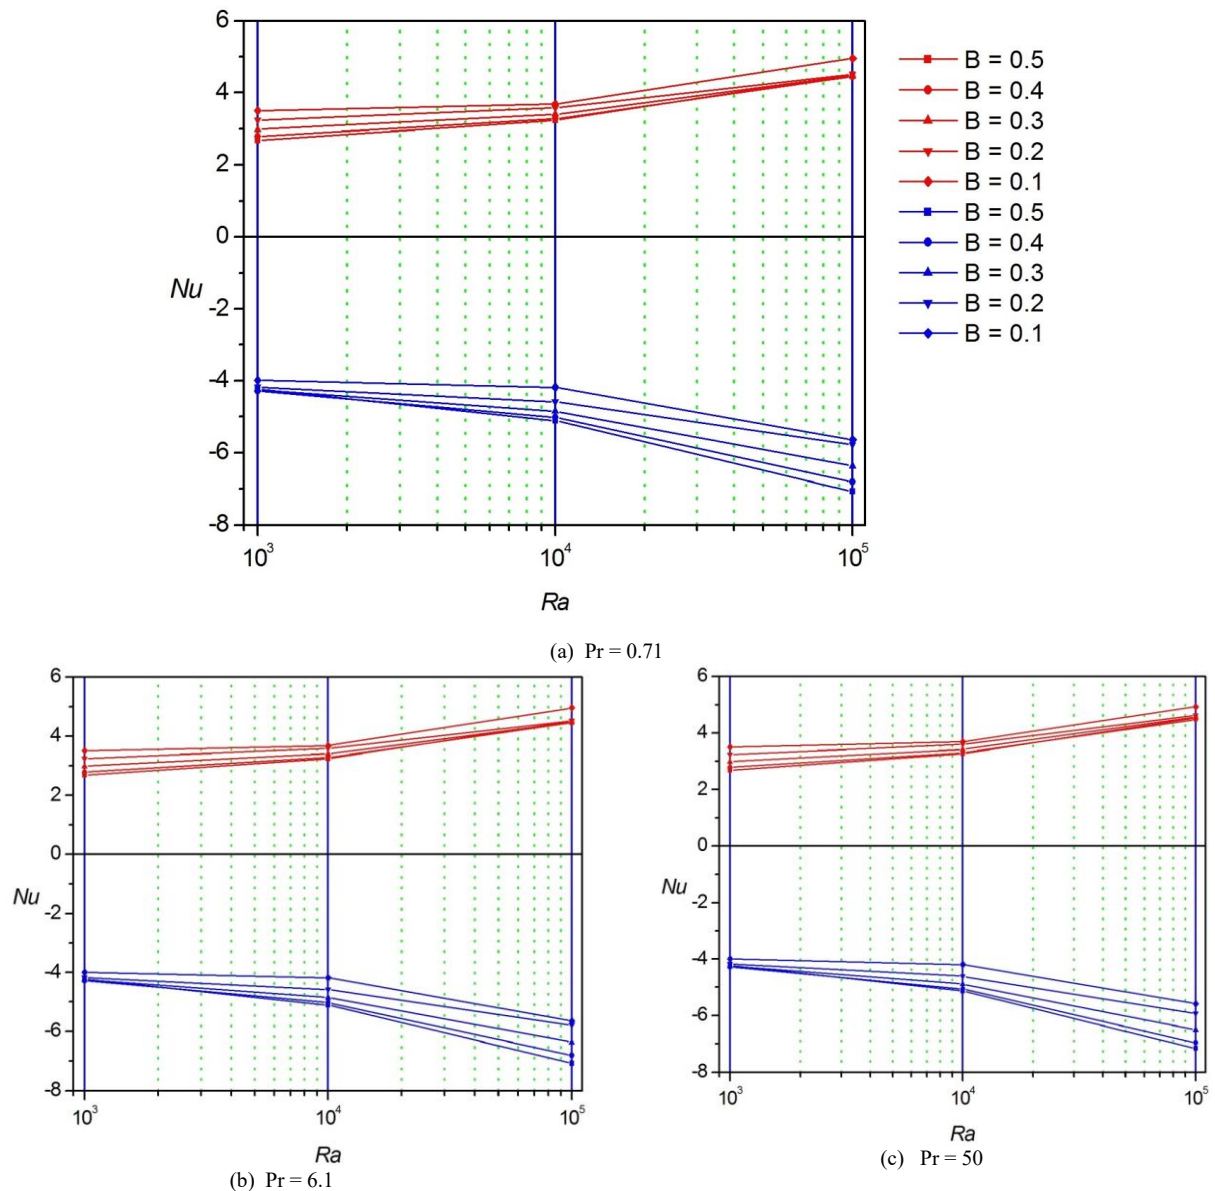 6
4
2
0
-2
-4
-6
-8
Nu
10³ 10⁴ 10⁵
Ra
B = 0.5
B = 0.4
B = 0.3
B = 0.2
B = 0.1
B = 0.5
B = 0.4
B = 0.3
B = 0.2
B = 0.1
(a) Pr = 0.71
6
4
2
0
-2
-4
-6
-8
Nu
10³ 10⁴ 10⁵
Ra
(b) Pr = 6.1
6
4
2
0
-2
-4
-6
-8
Nu
10³ 10⁴ 10⁵
Ra
(c) Pr = 50